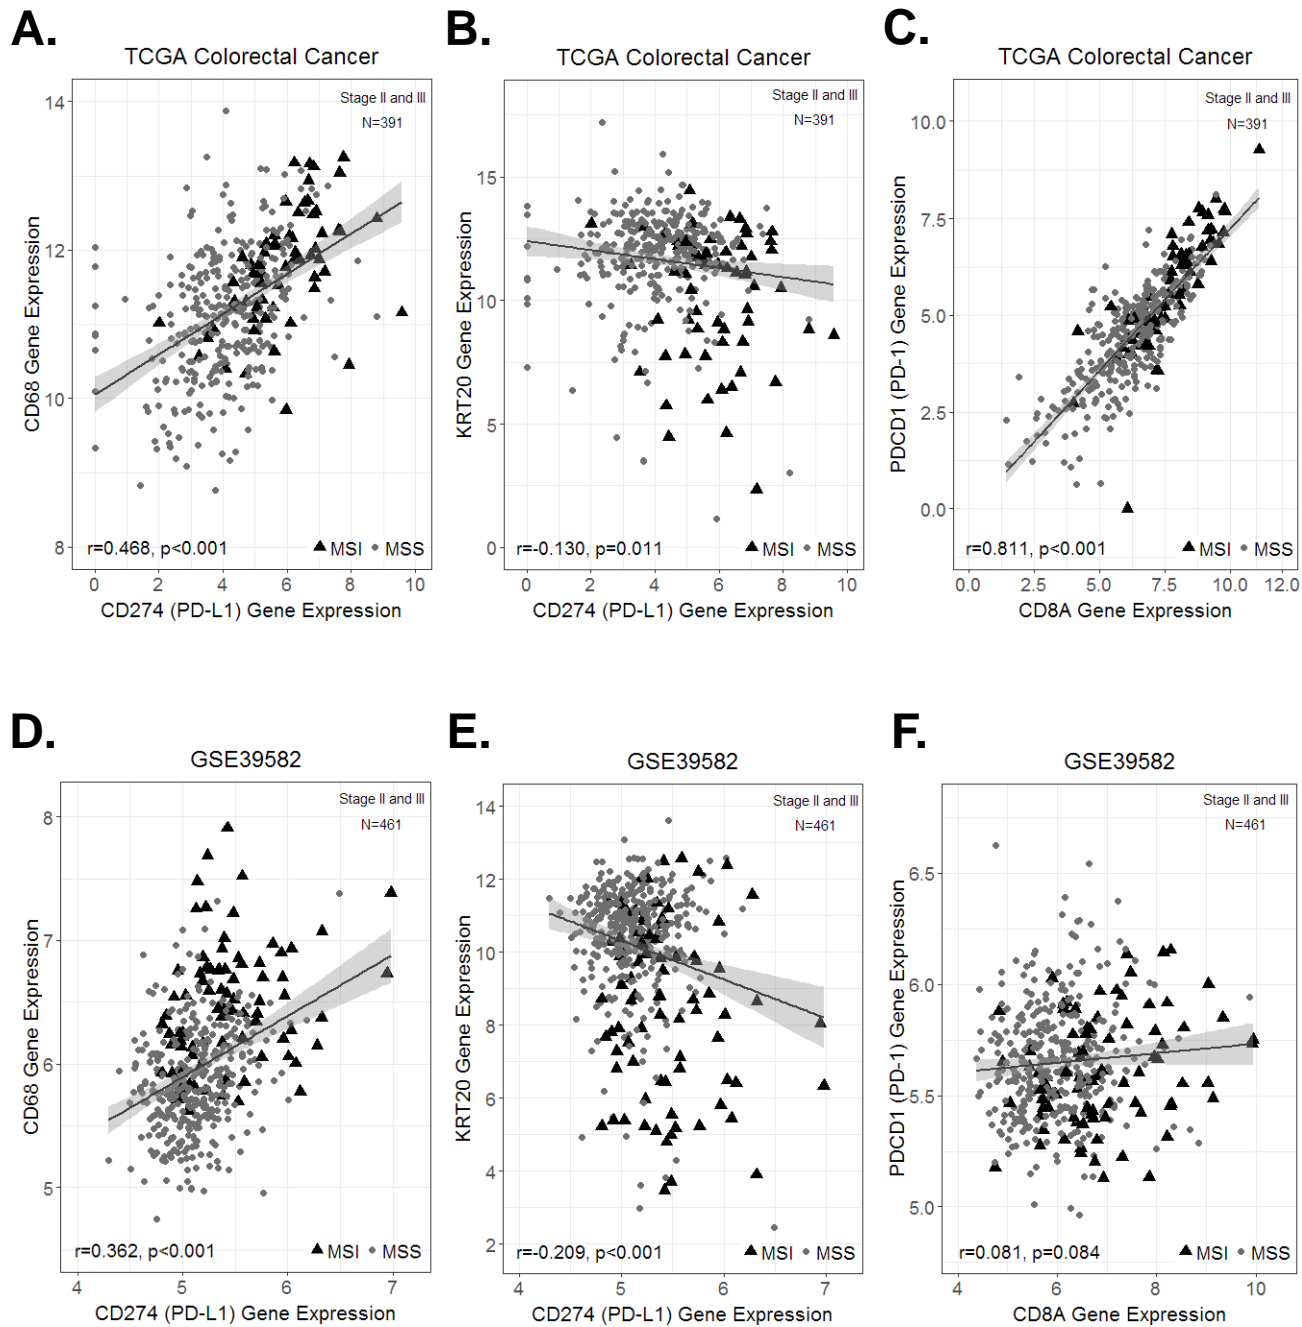 A.
TCGA Colorectal Cancer
Stage II and III
N=391
CD68 Gene Expression
14
12
10
8
r=0.468, p<0.001
MSI MSS
0 2 4 6 8 10
CD274 (PD-L1) Gene Expression
B.
TCGA Colorectal Cancer
Stage II and III
N=391
KRT20 Gene Expression
15
10
5
0
r=-0.130, p=0.011
MSI MSS
0 2 4 6 8 10
CD274 (PD-L1) Gene Expression
C.
TCGA Colorectal Cancer
Stage II and III
N=391
PDCD1 (PD-1) Gene Expression
10.0
7.5
5.0
2.5
0.0
r=0.811, p<0.001
MSI MSS
0.0 2.5 5.0 7.5 10.0 12.0
CD8A Gene Expression
D.
GSE39582
Stage II and III
N=461
CD68 Gene Expression
8
7
6
5
r=0.362, p<0.001
MSI MSS
4 5 6 7
CD274 (PD-L1) Gene Expression
E.
GSE39582
Stage II and III
N=461
KRT20 Gene Expression
14
12
10
8
6
4
2
r=-0.209, p<0.001
MSI MSS
4 5 6 7
CD274 (PD-L1) Gene Expression
F.
GSE39582
Stage II and III
N=461
PDCD1 (PD-1) Gene Expression
6.5
6.0
5.5
5.0
r=0.081, p=0.084
MSI MSS
4 6 8 10
CD8A Gene Expression